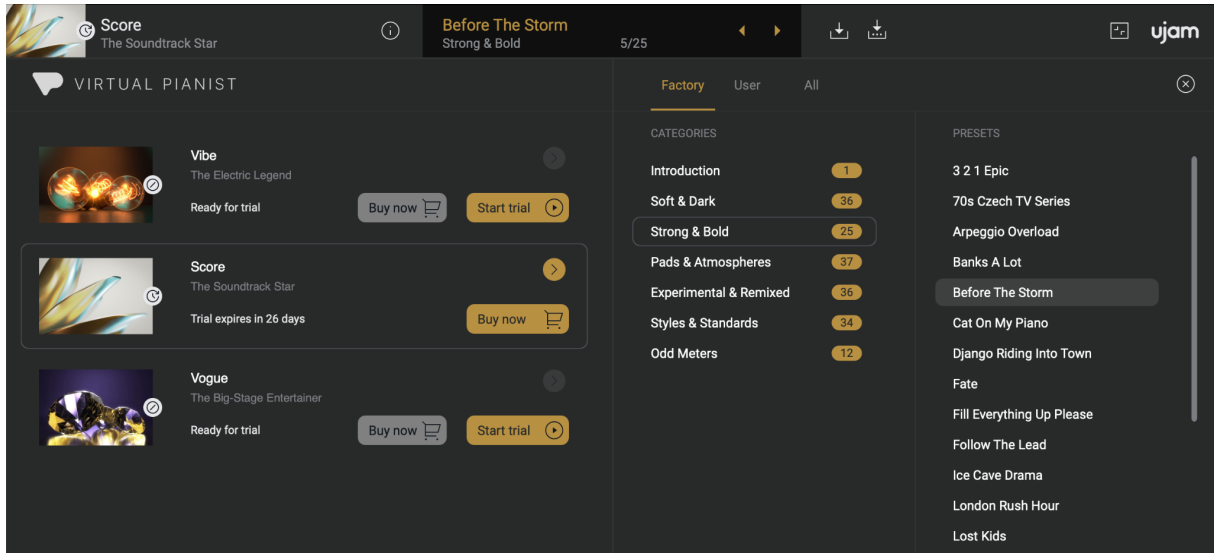 Score
The Soundtrack Star
Before The Storm
Strong & Bold
5/25
ujam
VIRTUAL PIANIST
Vibe
The Electric Legend
Ready for trial
Buy now
Start trial
Score
The Soundtrack Star
Trial expires in 26 days
Buy now
Vogue
The Big-Stage Entertainer
Ready for trial
Buy now
Start trial
Factory
User
All
CATEGORIES
Introduction 1
Soft & Dark 36
Strong & Bold 25
Pads & Atmospheres 37
Experimental & Remixed 36
Styles & Standards 34
Odd Meters 12
PRESETS
3 2 1 Epic
70s Czech TV Series
Arpeggio Overload
Banks A Lot
Before The Storm
Cat On My Piano
Django Riding Into Town
Fate
Fill Everything Up Please
Follow The Lead
Ice Cave Drama
London Rush Hour
Lost Kids